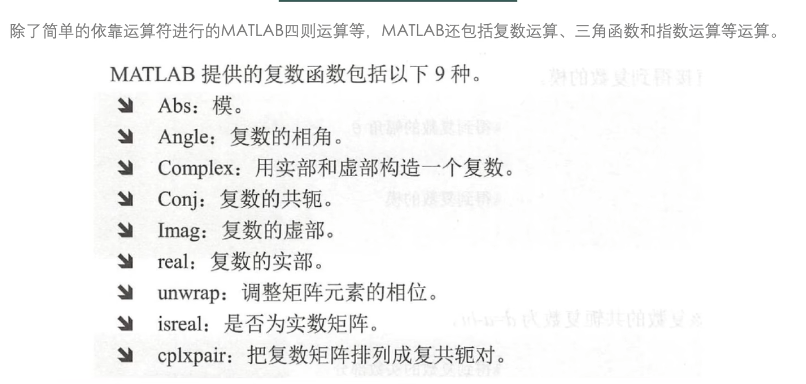 除了简单的依靠运算符进行的MATLAB四则运算等，MATLAB还包括复数运算、三角函数和指数运算等运算。
MATLAB 提供的复数函数包括以下 9 种。
Abs：模。
Angle：复数的相角。
Complex：用实部和虚部构造一个复数。
Conj：复数的共轭。
Imag：复数的虚部。
real：复数的实部。
unwrap：调整矩阵元素的相位。
isreal：是否为实数矩阵。
cplxpair：把复数矩阵排列成复共轭对。